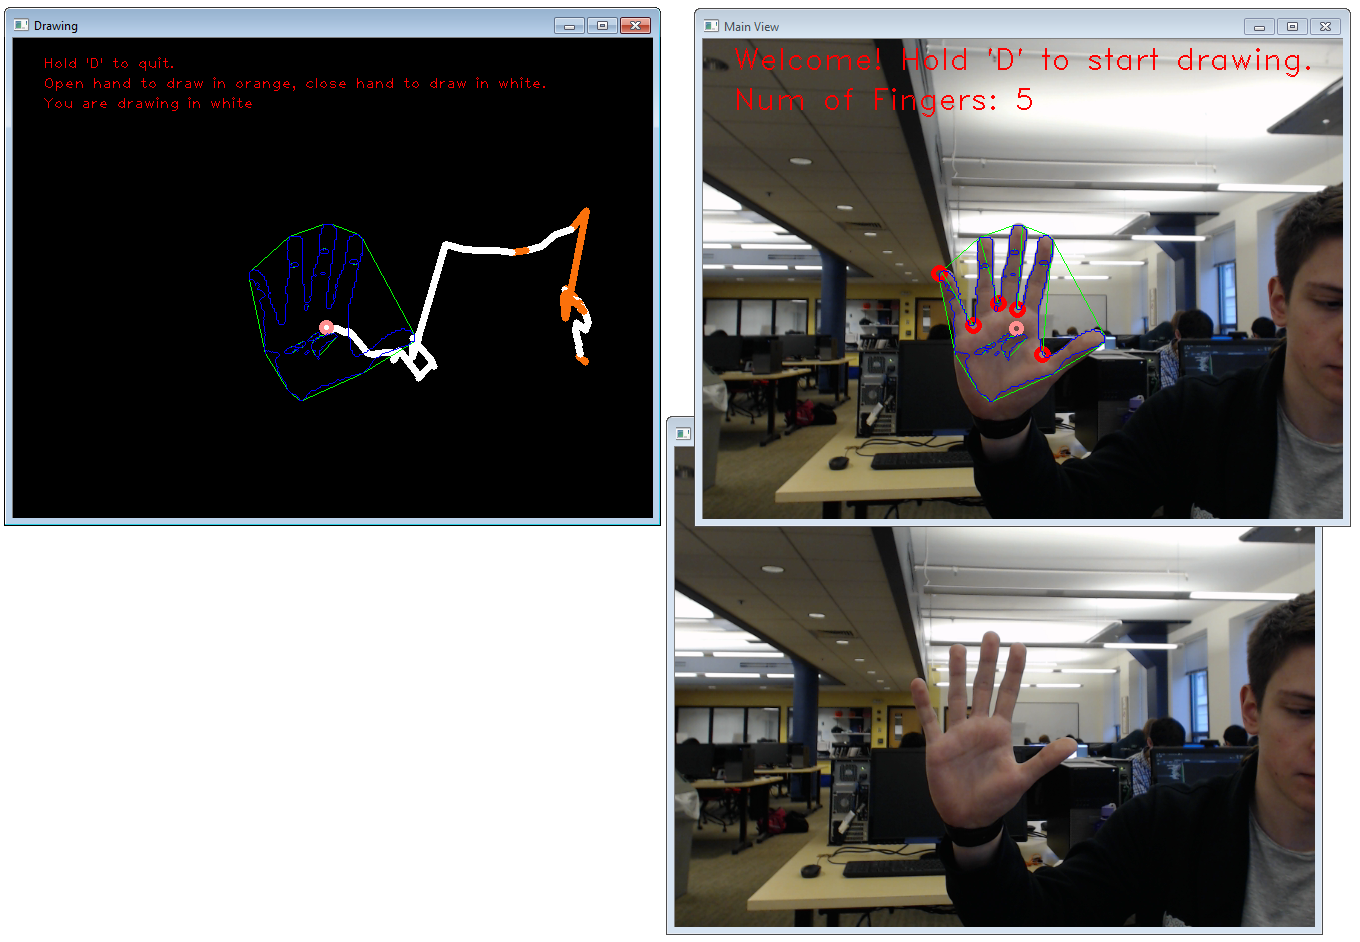 Drawing
Hold 'D' to quit.
Open hand to draw in orange, close hand to draw in white.
You are drawing in white
Main View
Welcome! Hold 'D' to start drawing.
Num of Fingers: 5